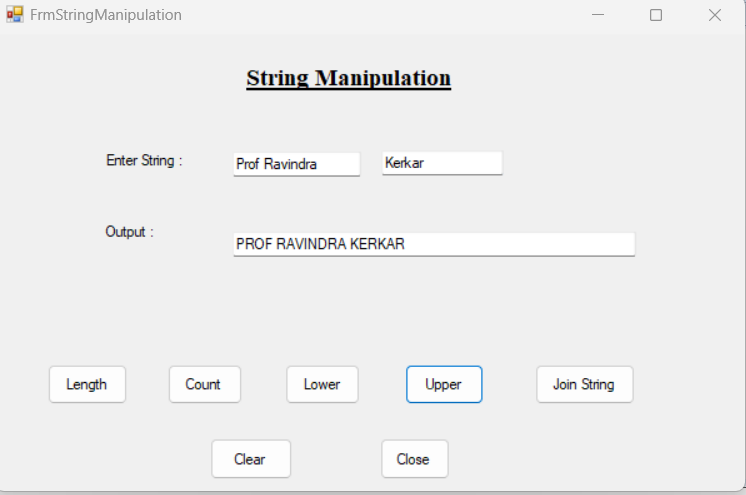 FrmStringManipulation
String Manipulation
Enter String : Prof Ravindra Kerkar
Output : PROF RAVINDRA KERKAR
Length Count Lower Upper Join String
Clear Close